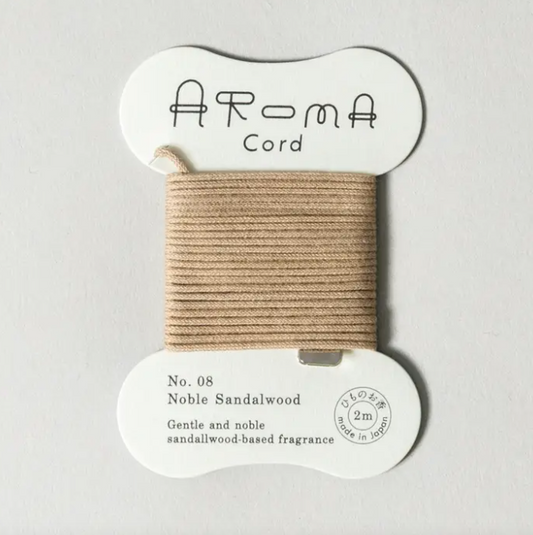 AROMA
Cord
No. 08
Noble Sandalwood
Gentle and noble
sandallwood-based fragrance
ひものお香
2m
made in Japan